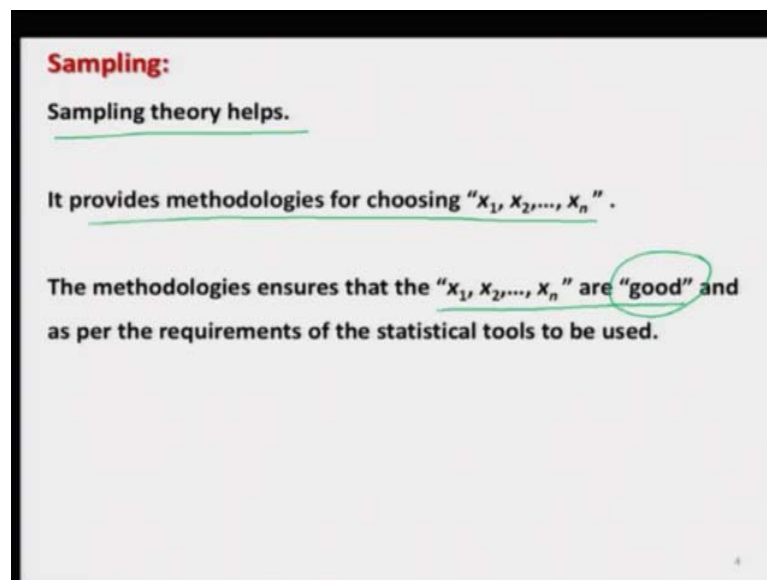 Sampling:
Sampling theory helps.
It provides methodologies for choosing “x₁, x₂,..., xₙ” .
The methodologies ensures that the “x₁, x₂,..., xₙ” are “good” and
as per the requirements of the statistical tools to be used.
4